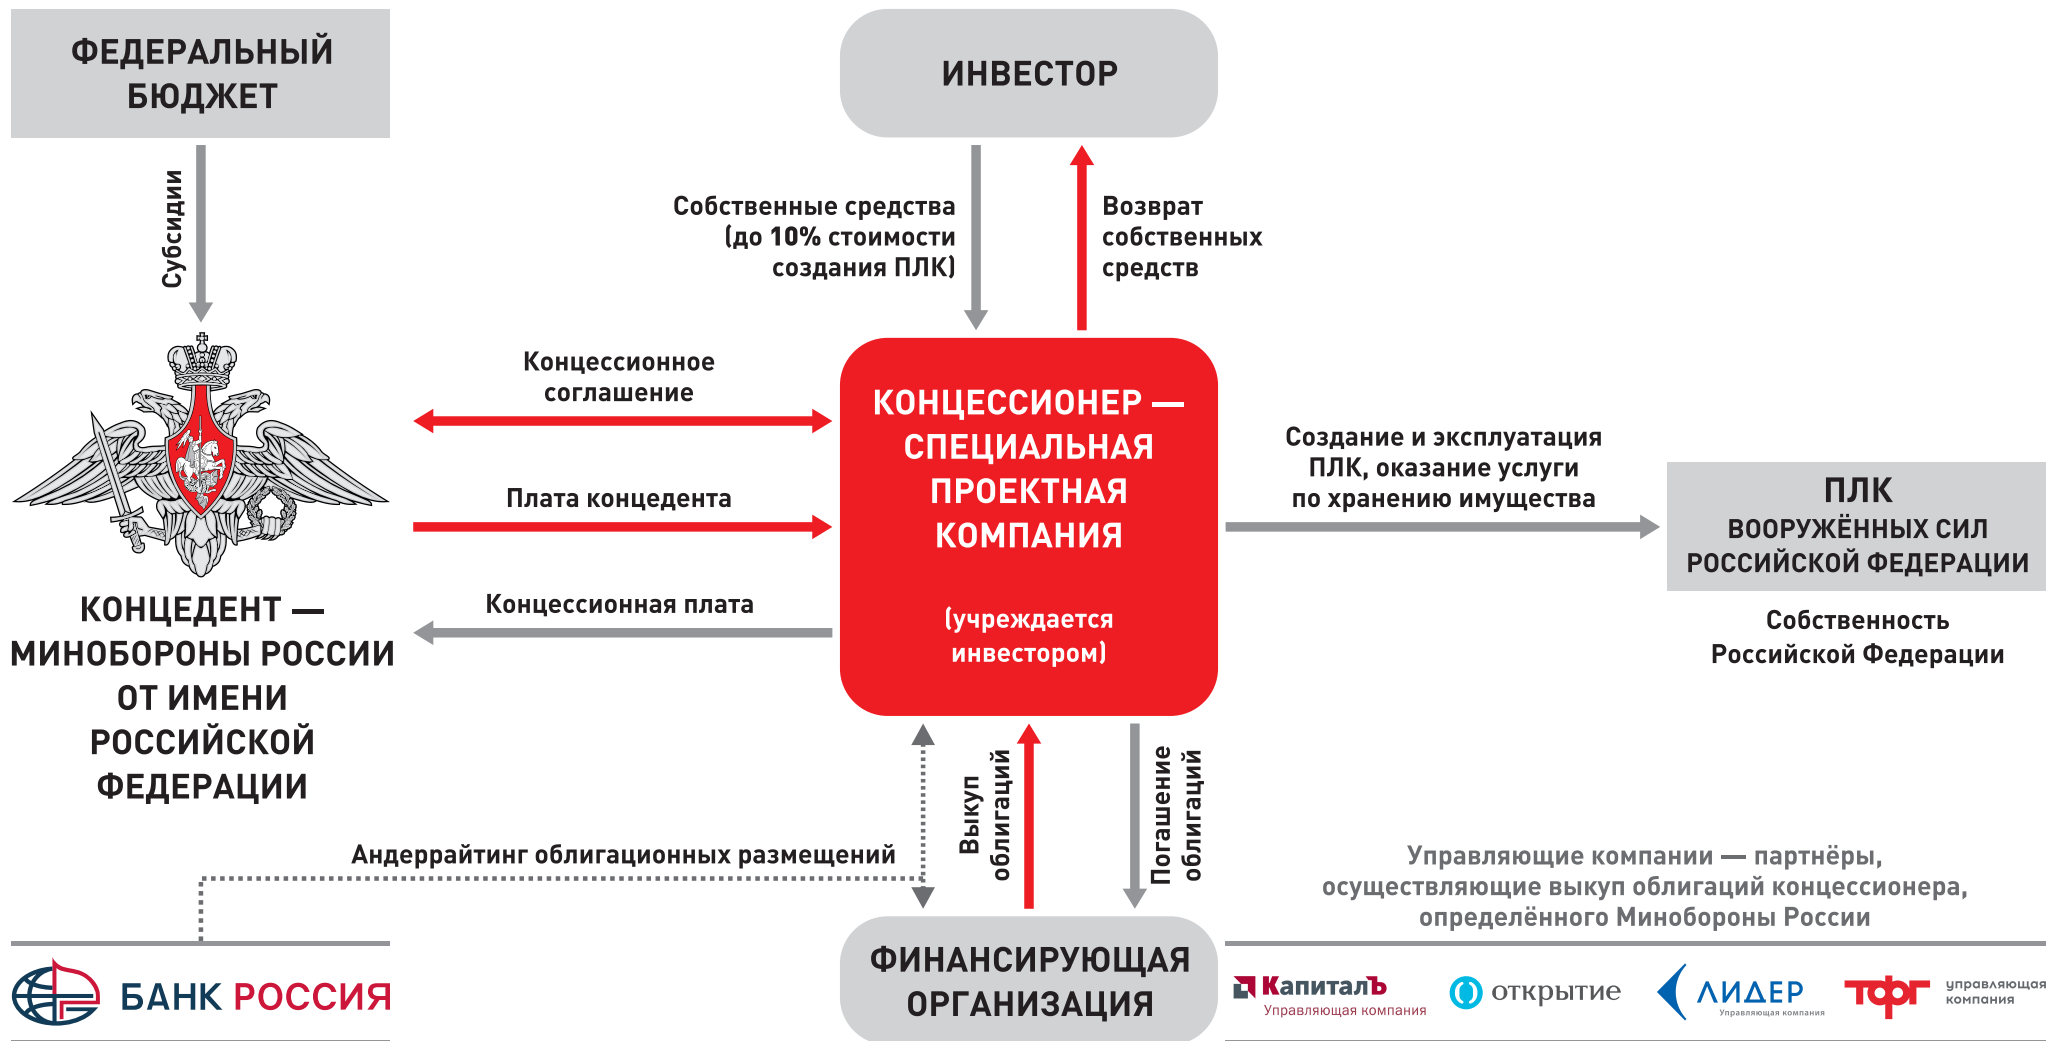 ФЕДЕРАЛЬНЫЙ
БЮДЖЕТ
ИНВЕСТОР
Субсидии
Собственные средства
(до 10% стоимости
создания ПЛК)
Возврат
собственных
средств
Концессионное
соглашение
Плата концедента
Концессионная плата
КОНЦЕДЕНТ —
МИНОБОРОНЫ РОССИИ
ОТ ИМЕНИ
РОССИЙСКОЙ
ФЕДЕРАЦИИ
КОНЦЕССИОНЕР —
СПЕЦИАЛЬНАЯ
ПРОЕКТНАЯ
КОМПАНИЯ
(учреждается
инвестором)
Создание и эксплуатация
ПЛК, оказание услуги
по хранению имущества
ПЛК
ВООРУЖЁННЫХ СИЛ
РОССИЙСКОЙ ФЕДЕРАЦИИ
Собственность
Российской Федерации
Андеррайтинг облигационных размещений
Выкуп
облигаций
Погашение
облигаций
Управляющие компании — партнёры,
осуществляющие выкуп облигаций концессионера,
определённого Минобороны России
БАНК РОССИЯ
ФИНАНСИРУЮЩАЯ
ОРГАНИЗАЦИЯ
КапиталЪ
Управляющая компания
открытие
ЛИДЕР
Управляющая компания
ТФГ
управляющая
компания